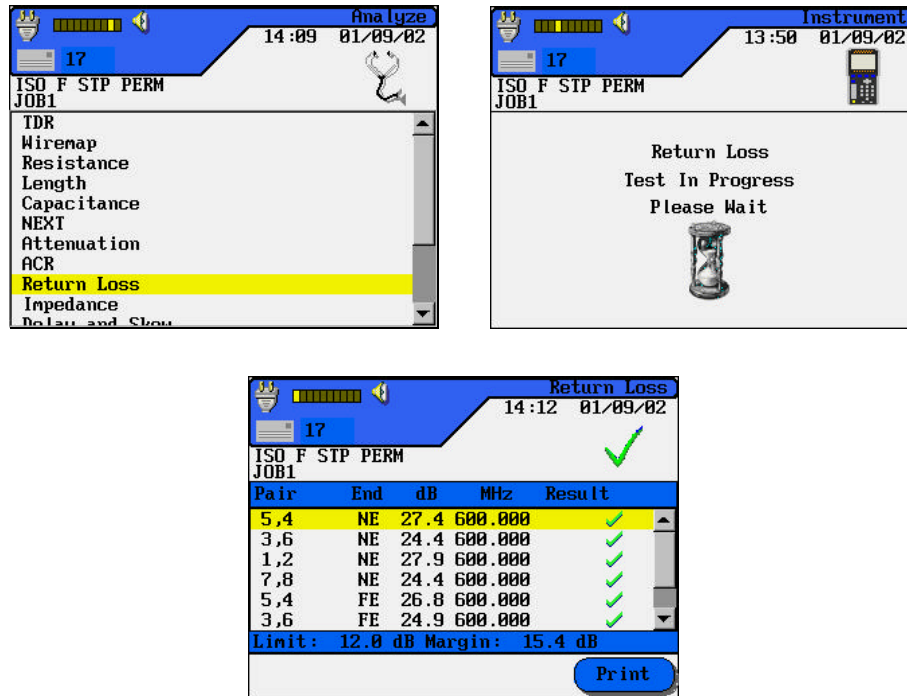 Analyze
14:09 01/09/02
17
ISO F STP PERM
JOB1
TDR
Wiremap
Resistance
Length
Capacitance
NEXT
Attenuation
ACR
Return Loss
Impedance
Delay and Skew
Instrument
13:50 01/09/02
17
ISO F STP PERM
JOB1
Return Loss
Test In Progress
Please Wait
Return Loss
14:12 01/09/02
17
ISO F STP PERM
JOB1
Pair End dB MHz Result
5,4 NE 27.4 600.000
3,6 NE 24.4 600.000
1,2 NE 27.9 600.000
7,8 NE 24.4 600.000
5,4 FE 26.8 600.000
3,6 FE 24.9 600.000
Limit: 12.0 dB Margin: 15.4 dB
Print